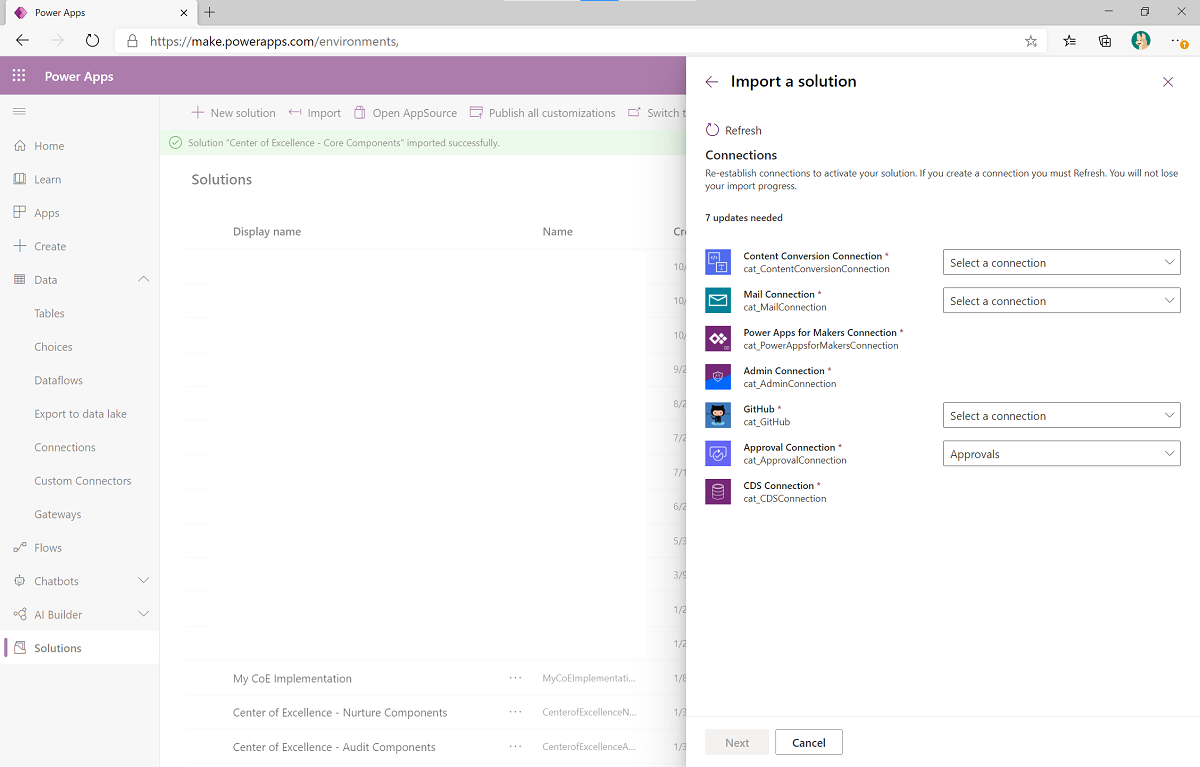 Power Apps
https://make.powerapps.com/environments,
Power Apps
New solution
Import
Open AppSource
Publish all customizations
Switch t
Solution "Center of Excellence - Core Components" imported successfully.
Home
Learn
Apps
Create
Data
Tables
Choices
Dataflows
Export to data lake
Connections
Custom Connectors
Gateways
Flows
Chatbots
AI Builder
Solutions
Solutions
Display name
Name
Cr
10/
10/
10/
9/2
8/2
7/2
7/1
6/2
5/3
3/9
1/2
1/2
My CoE Implementation
...
MyCoEImplementati...
1/8
Center of Excellence - Nurture Components
...
CenterofExcellenceN...
1/3
Center of Excellence - Audit Components
...
CenterofExcellenceA...
1/3
Import a solution
Refresh
Connections
Re-establish connections to activate your solution. If you create a connection you must Refresh. You will not lose
your import progress.
7 updates needed
Content Conversion Connection *
cat_ContentConversionConnection
Select a connection
Mail Connection *
cat_MailConnection
Select a connection
Power Apps for Makers Connection *
cat_PowerAppsforMakersConnection
Admin Connection *
cat_AdminConnection
GitHub *
cat_GitHub
Select a connection
Approval Connection *
cat_ApprovalConnection
Approvals
CDS Connection *
cat_CDSConnection
Next
Cancel